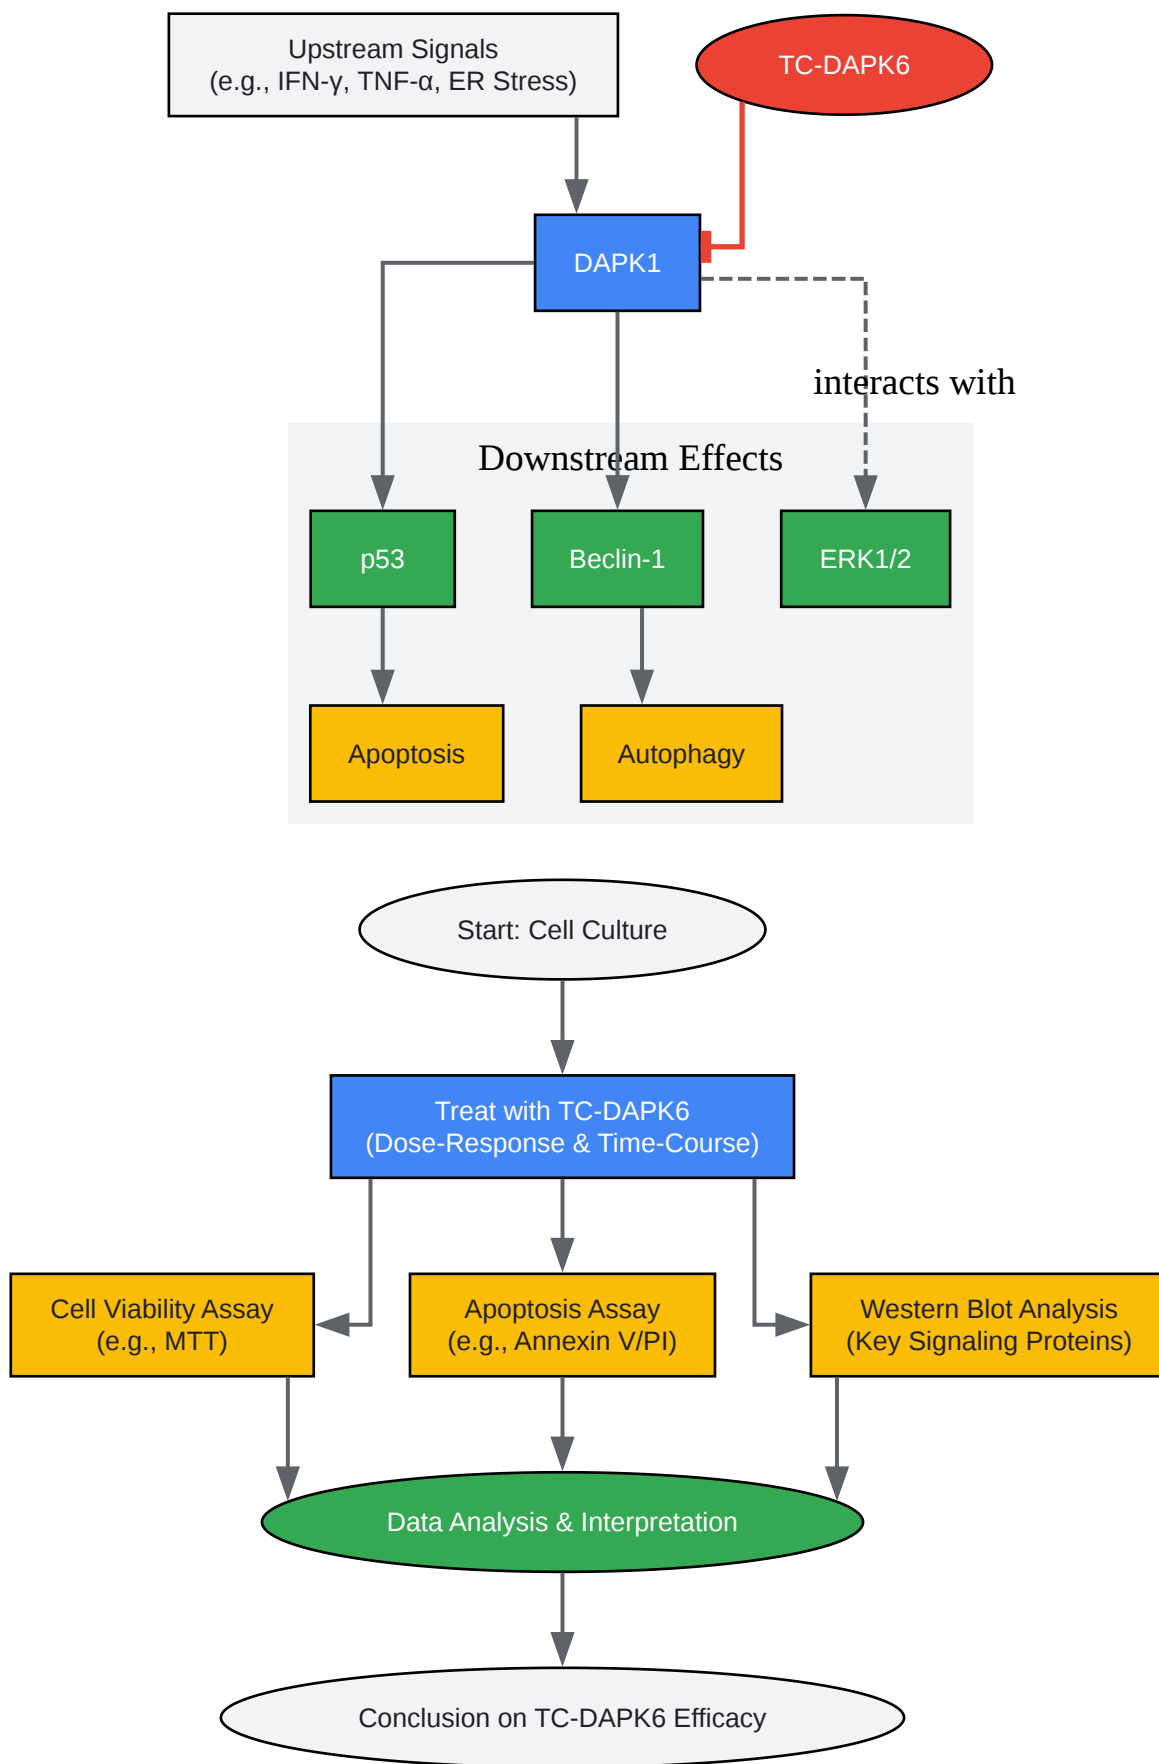 Upstream Signals
(e.g., IFN-γ, TNF-α, ER Stress)
TC-DAPK6
DAPK1
interacts with
Downstream Effects
p53
Beclin-1
ERK1/2
Apoptosis
Autophagy
Start: Cell Culture
Treat with TC-DAPK6
(Dose-Response & Time-Course)
Cell Viability Assay
(e.g., MTT)
Apoptosis Assay
(e.g., Annexin V/PI)
Western Blot Analysis
(Key Signaling Proteins)
Data Analysis & Interpretation
Conclusion on TC-DAPK6 Efficacy